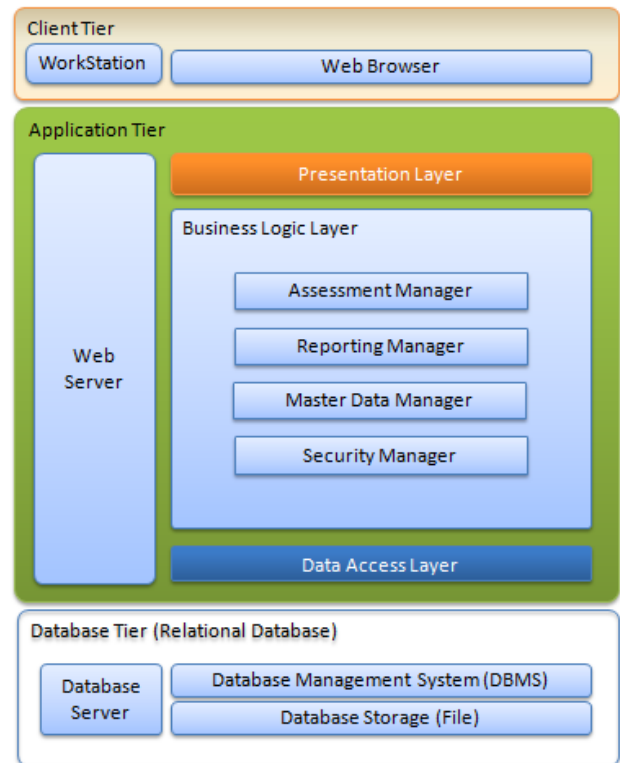 Client Tier
WorkStation
Web Browser
Application Tier
Web
Server
Presentation Layer
Business Logic Layer
Assessment Manager
Reporting Manager
Master Data Manager
Security Manager
Data Access Layer
Database Tier (Relational Database)
Database
Server
Database Management System (DBMS)
Database Storage (File)